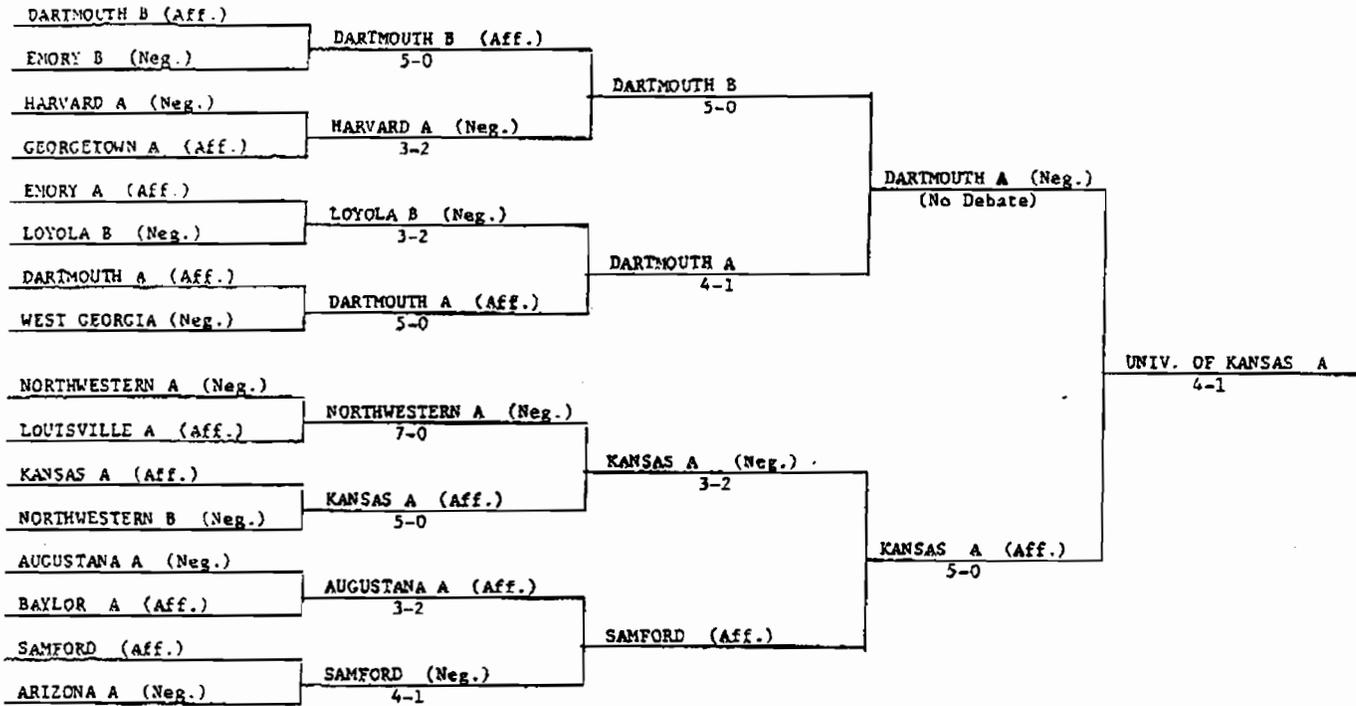 DARTMOUTH B (Aff.)
EMORY B (Neg.)
HARVARD A (Neg.)
GEORGETOWN A (Aff.)
EMORY A (Aff.)
LOYOLA B (Neg.)
DARTMOUTH A (Aff.)
WEST GEORGIA (Neg.)
NORTHWESTERN A (Neg.)
LOUISVILLE A (Aff.)
KANSAS A (Aff.)
NORTHWESTERN B (Neg.)
AUGUSTANA A (Neg.)
BAYLOR A (Aff.)
SAMFORD (Aff.)
ARIZONA A (Neg.)
DARTMOUTH B (Aff.)
5-0
HARVARD A (Neg.)
3-2
LOYOLA B (Neg.)
3-2
DARTMOUTH A (Aff.)
5-0
NORTHWESTERN A (Neg.)
7-0
KANSAS A (Aff.)
5-0
AUGUSTANA A (Aff.)
3-2
SAMFORD (Neg.)
4-1
DARTMOUTH B
5-0
DARTMOUTH A
4-1
KANSAS A (Neg.)
3-2
SAMFORD (Aff.)
DARTMOUTH A (Neg.)
(No Debate)
KANSAS A (Aff.)
5-0
UNIV. OF KANSAS A
4-1